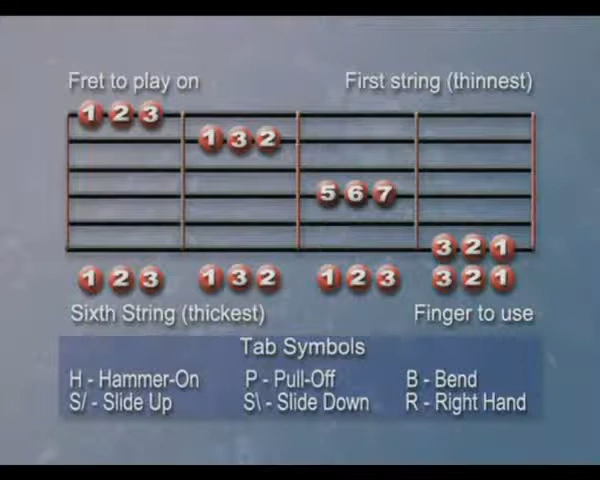 Fret to play on First string (thinnest)
1 2 3
1 3 2
5 6 7
3 2 1
1 2 3 1 3 2 1 2 3 3 2 1
Sixth String (thickest) Finger to use
Tab Symbols
H - Hammer-On P - Pull-Off B - Bend
S/ - Slide Up S\ - Slide Down R - Right Hand